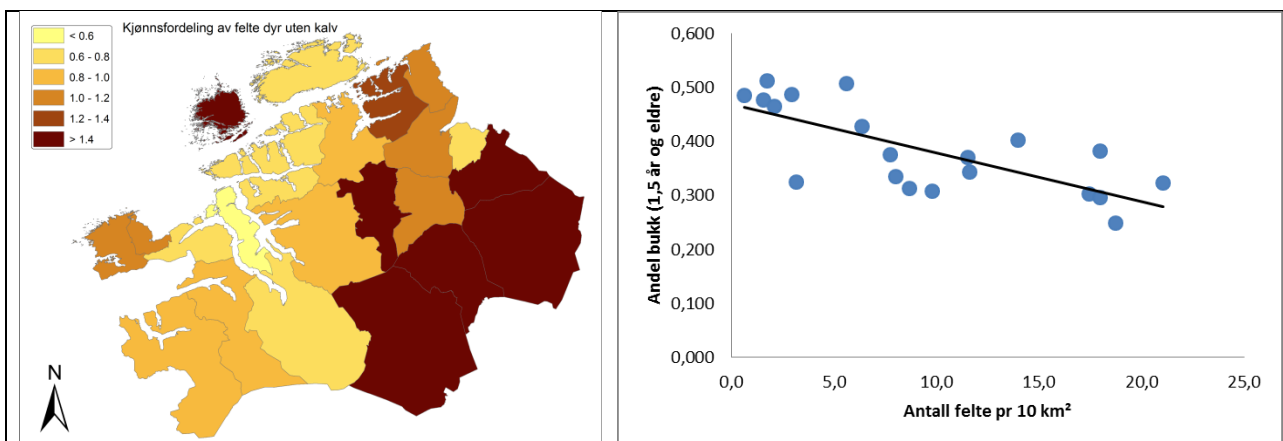 Kjønnsfordeling av felte dyr uten kalv
< 0.6
0.6 - 0.8
0.8 - 1.0
1.0 - 1.2
1.2 - 1.4
> 1.4
N
Andel bukk (1,5 år og eldre)
0,600
0,500
0,400
0,300
0,200
0,100
0,000
0,0 5,0 10,0 15,0 20,0 25,0
Antall felte pr 10 km²